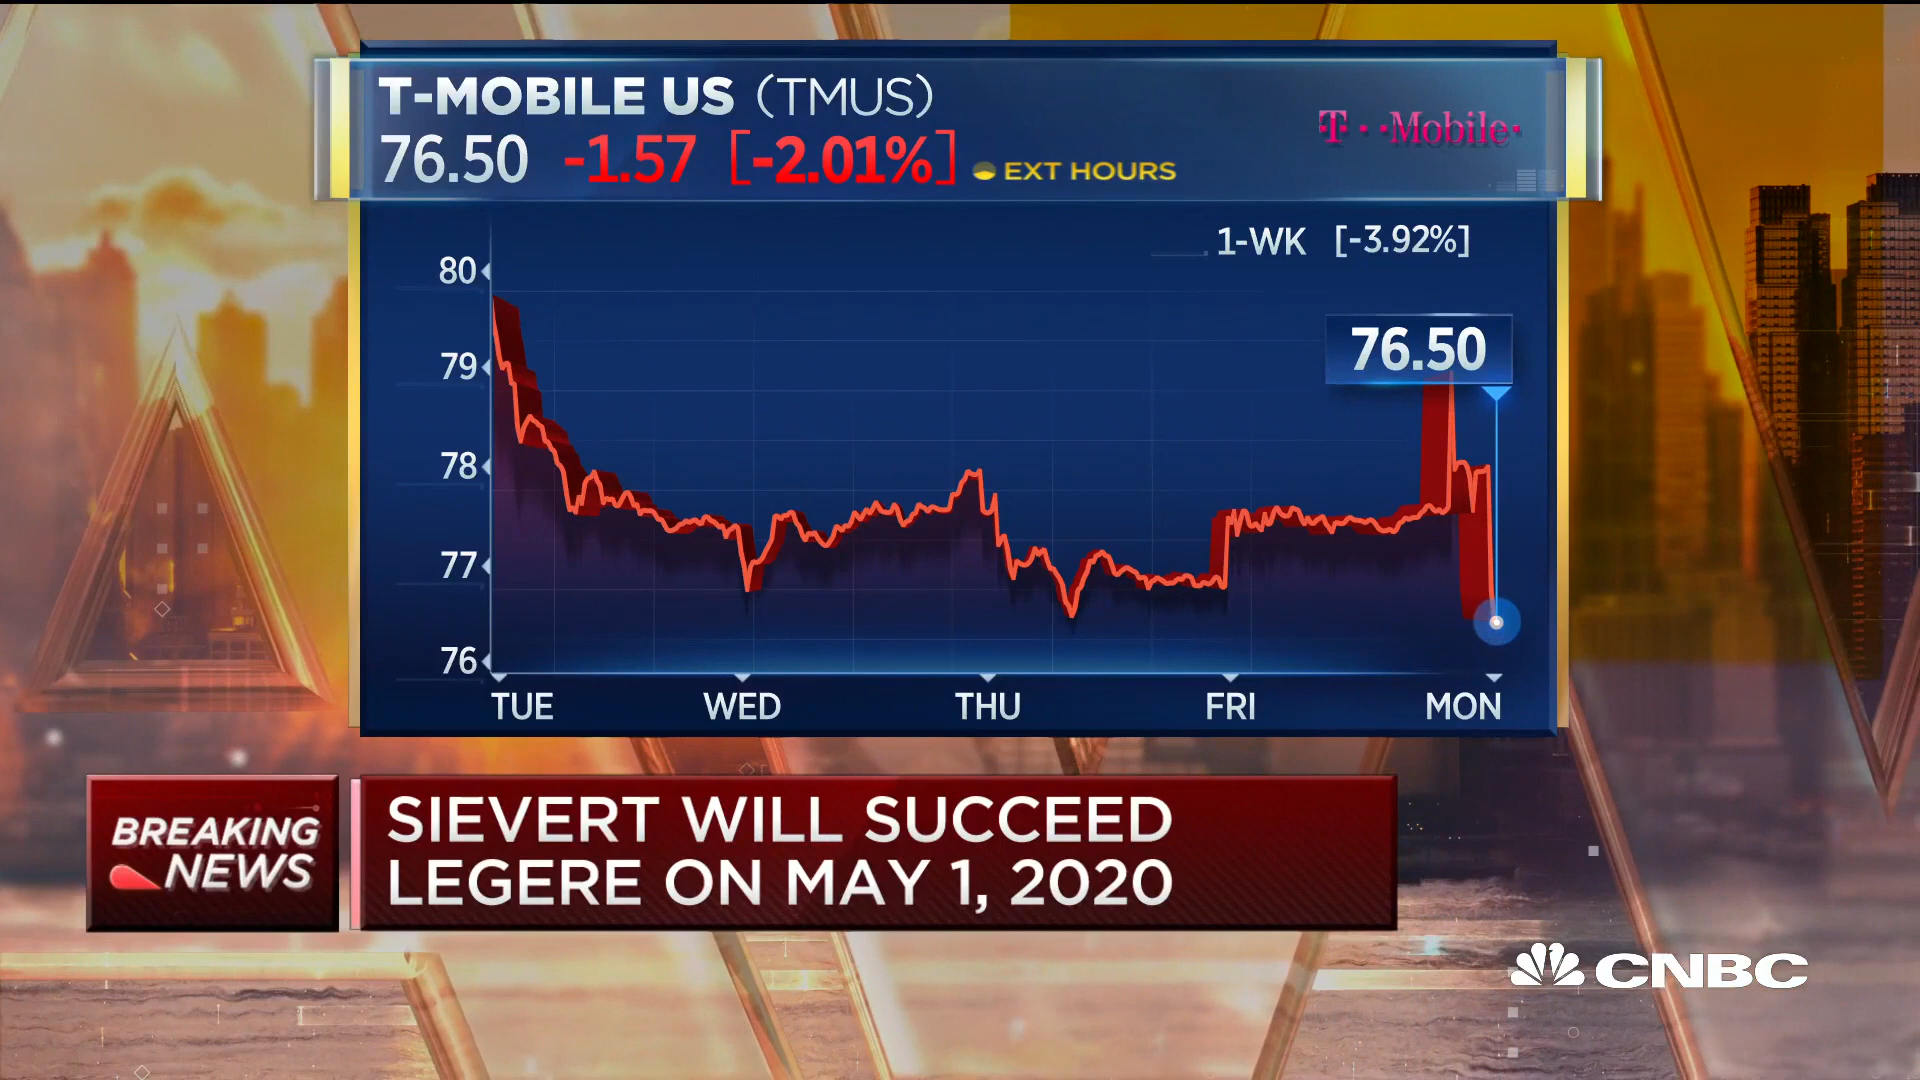 T-MOBILE US (TMUS)
76.50 -1.57 [-2.01%] EXT HOURS
T··Mobile·
1-WK [-3.92%]
80
79
78
77
76
76.50
TUE WED THU FRI MON
BREAKING NEWS
SIEVERT WILL SUCCEED
LEGERE ON MAY 1, 2020
CNBC